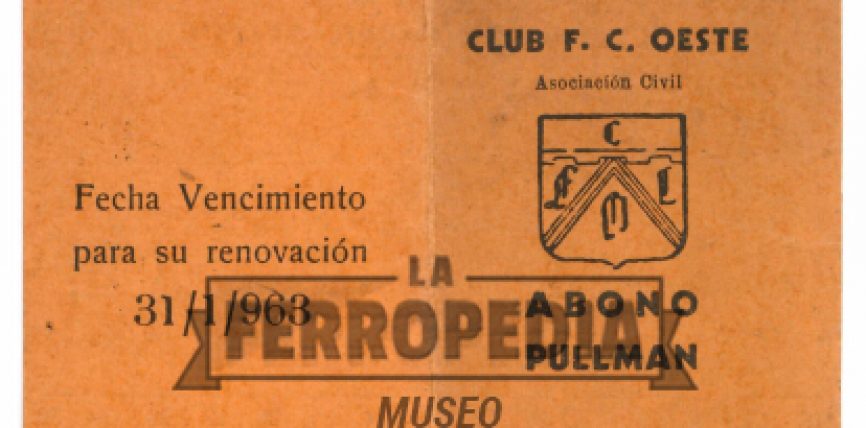 Fecha Vencimiento
para su renovación
31/1/963
CLUB F. C. OESTE
Asociación Civil
C
F L
M
ABONO
PULLMAN
LA
FERROPEDIA
MUSEO